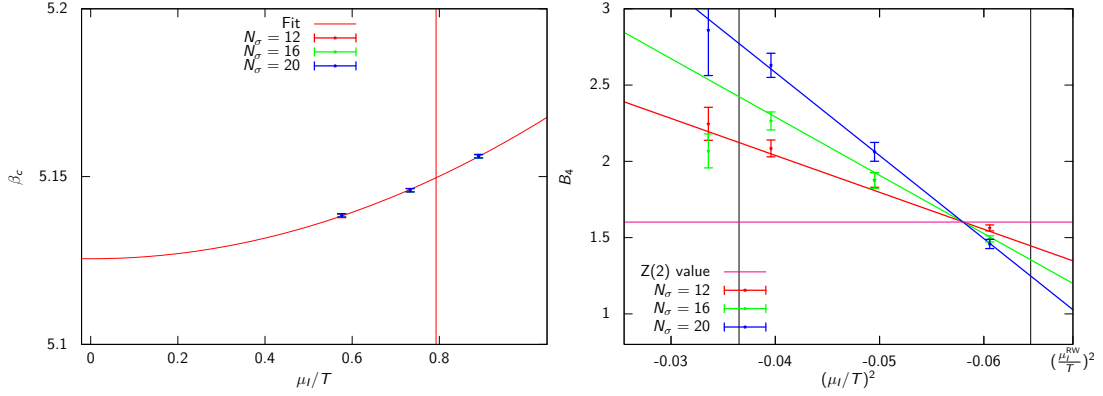 5.2
5.15
5.1
β_c
Fit
N_σ = 12
N_σ = 16
N_σ = 20
0
0.2
0.4
0.6
0.8
1
μ_I/T
3
2.5
2
1.5
1
B_4
Z(2) value
N_σ = 12
N_σ = 16
N_σ = 20
-0.03
-0.04
-0.05
-0.06
(μ_I^RW/T)^2
(μ_I/T)^2